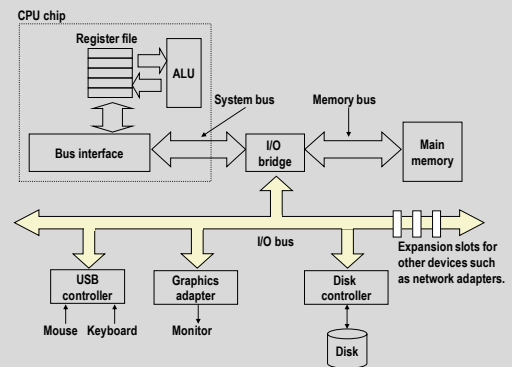 CPU chip
Register file
ALU
System bus
Memory bus
Bus interface
I/O
bridge
Main
memory
I/O bus
Expansion slots for
other devices such
as network adapters.
USB
controller
Graphics
adapter
Disk
controller
Mouse
Keyboard
Monitor
Disk